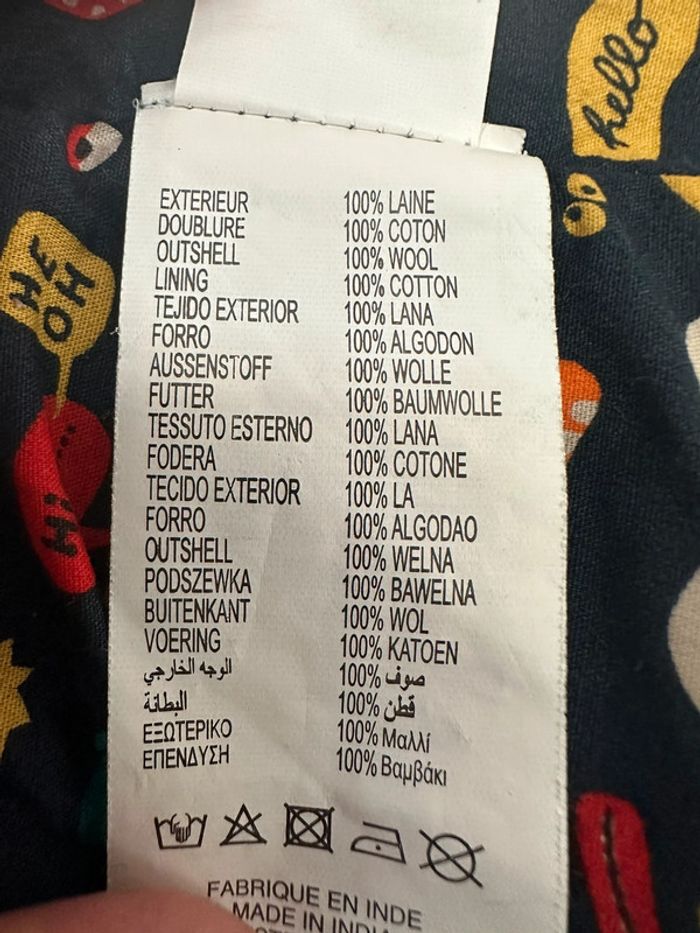 hello
HE
OH
Hi
EXTERIEUR 100% LAINE
DOUBLURE 100% COTON
OUTSHELL 100% WOOL
LINING 100% COTTON
TEJIDO EXTERIOR 100% LANA
FORRO 100% ALGODON
AUSSENSTOFF 100% WOLLE
FUTTER 100% BAUMWOLLE
TESSUTO ESTERNO 100% LANA
FODERA 100% COTONE
TECIDO EXTERIOR 100% LA
FORRO 100% ALGODAO
OUTSHELL 100% WELNA
PODSZEWKA 100% BAWELNA
BUITENKANT 100% WOL
VOERING 100% KATOEN
الوجه الخارجي 100% صوف
البطانة 100% قطن
ΕΞΩΤΕΡΙΚΟ 100% Μαλλί
ΕΠΕΝΔΥΣΗ 100% Βαμβάκι
FABRIQUE EN INDE
MADE IN INDIA